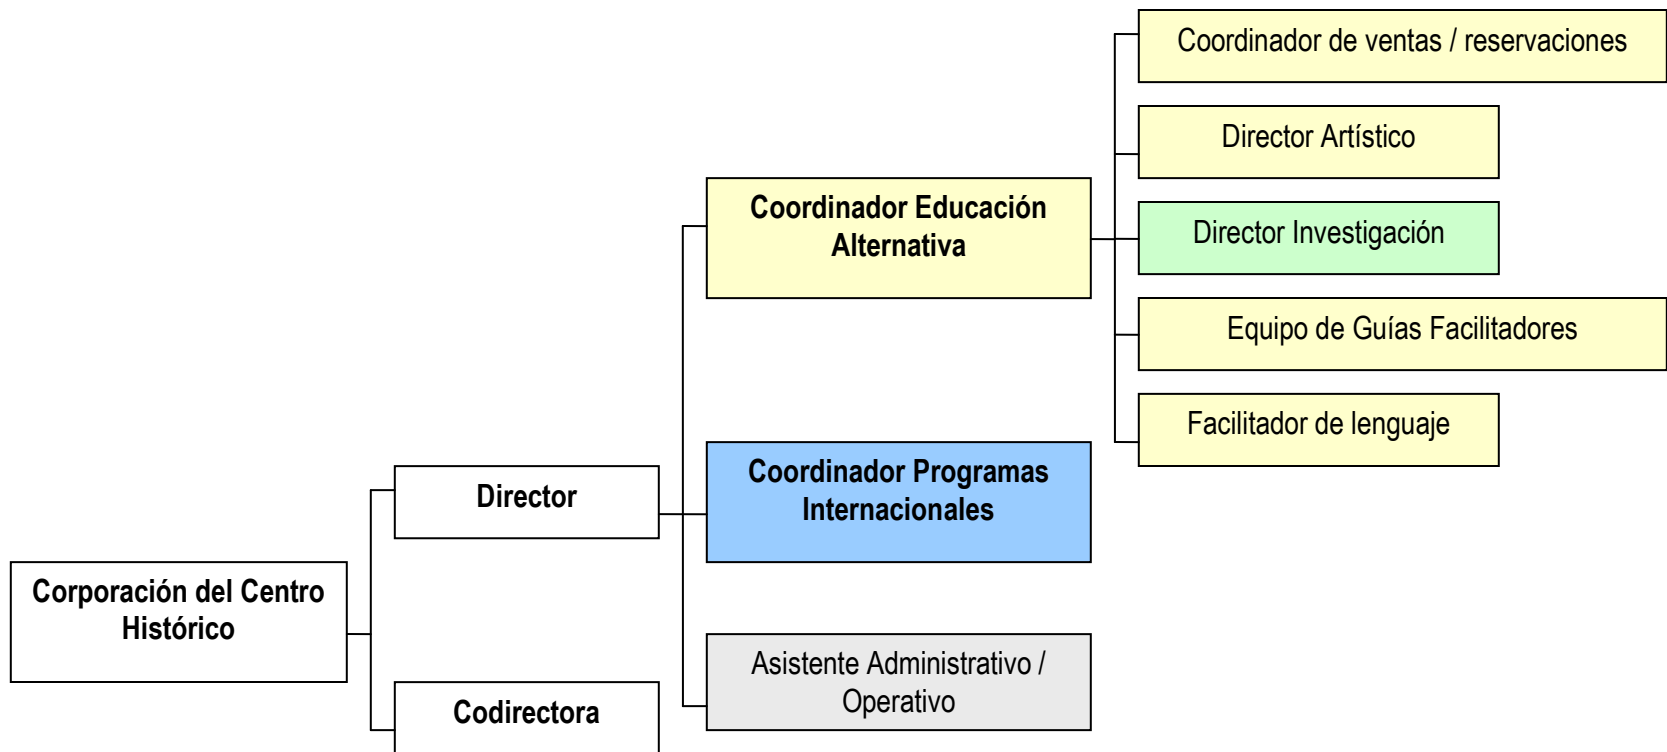 Coordinador de ventas / reservaciones
Director Artístico
Coordinador Educación
Alternativa
Director Investigación
Equipo de Guías Facilitadores
Facilitador de lenguaje
Coordinador Programas
Internacionales
Director
Corporación del Centro
Histórico
Asistente Administrativo /
Operativo
Codirectora